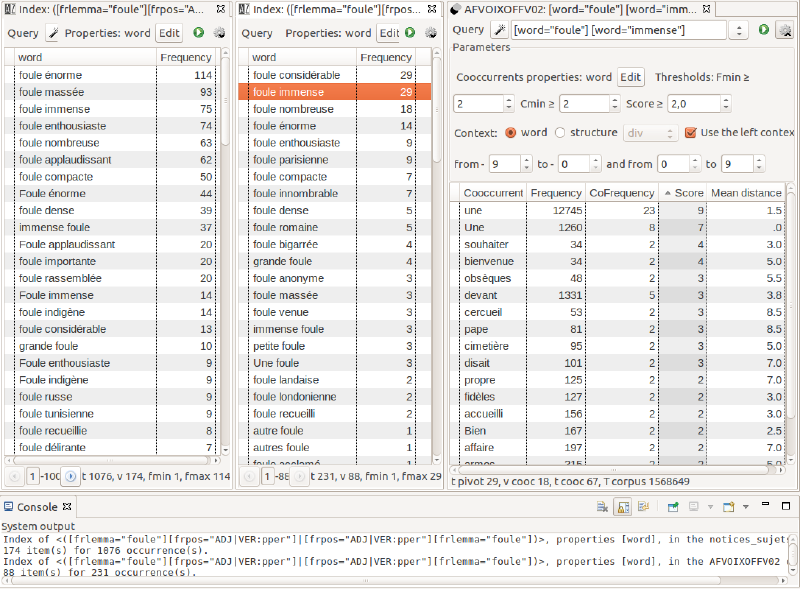 Index: ([frlemma="foule"][frpos="A...
Query Properties: word Edit
word Frequency
foule énorme 114
foule massée 93
foule immense 75
foule enthousiaste 74
foule nombreuse 63
foule applaudissant 62
foule compacte 50
Foule énorme 44
foule dense 39
immense foule 37
Foule applaudissant 20
foule importante 20
foule rassemblée 20
Foule immense 14
foule indigène 14
foule considérable 13
grande foule 10
Foule enthousiaste 9
Foule indigène 9
foule russe 9
foule tunisienne 9
foule recueillie 8
foule délirante 7
1 -100 t 1076, v 174, fmin 1, fmax 114
Index: ([frlemma="foule"][frpos...
Query Properties: word Edit
word Frequency
foule considérable 29
foule immense 29
foule nombreuse 18
foule énorme 14
foule enthousiaste 9
foule parisienne 9
foule compacte 7
foule innombrable 7
foule dense 5
foule romaine 5
foule bigarrée 4
grande foule 4
foule anonyme 3
foule massée 3
foule venue 3
immense foule 3
petite foule 3
Une foule 3
foule landaise 2
foule londonienne 2
foule recueilli 2
autre foule 1
autres foule 1
foule acclamé 1
1 -88 t 231, v 88, fmin 1, fmax 29
AFVOIXOFFV02: [word="foule"] [word="imm...
Query [word="foule"] [word="immense"]
Parameters
Cooccurrents properties: word Edit Thresholds: Fmin ≥
2 Cmin ≥ 2 Score ≥ 2,0
Context: word structure div Use the left contex
from - 9 to - 0 and from 0 to 9
Cooccurrent Frequency CoFrequency Score Mean distance
une 12745 23 9 1.5
Une 1260 8 7 .0
souhaiter 34 2 4 3.0
bienvenue 34 2 4 5.0
obsèques 48 2 3 5.5
devant 1331 5 3 3.8
cercueil 53 2 3 8.5
pape 81 2 3 8.5
cimetière 95 2 3 5.0
disait 101 2 3 7.0
propre 125 2 2 7.0
fidèles 127 2 2 3.0
accueilli 156 2 2 3.0
Bien 167 2 2 2.5
affaire 197 2 2 7.0
armes 315 2 2 5.0
t pivot 29, v cooc 18, t cooc 67, T corpus 1568649
Console
System output
Index of <([frlemma="foule"][frpos="ADJ|VER:pper"]|[frpos="ADJ|VER:pper"][frlemma="foule"])>, properties [word], in the notices_sujets
174 item(s) for 1076 occurrence(s).
Index of <([frlemma="foule"][frpos="ADJ|VER:pper"]|[frpos="ADJ|VER:pper"][frlemma="foule"])>, properties [word], in the AFVOIXOFFV02
88 item(s) for 231 occurrence(s).